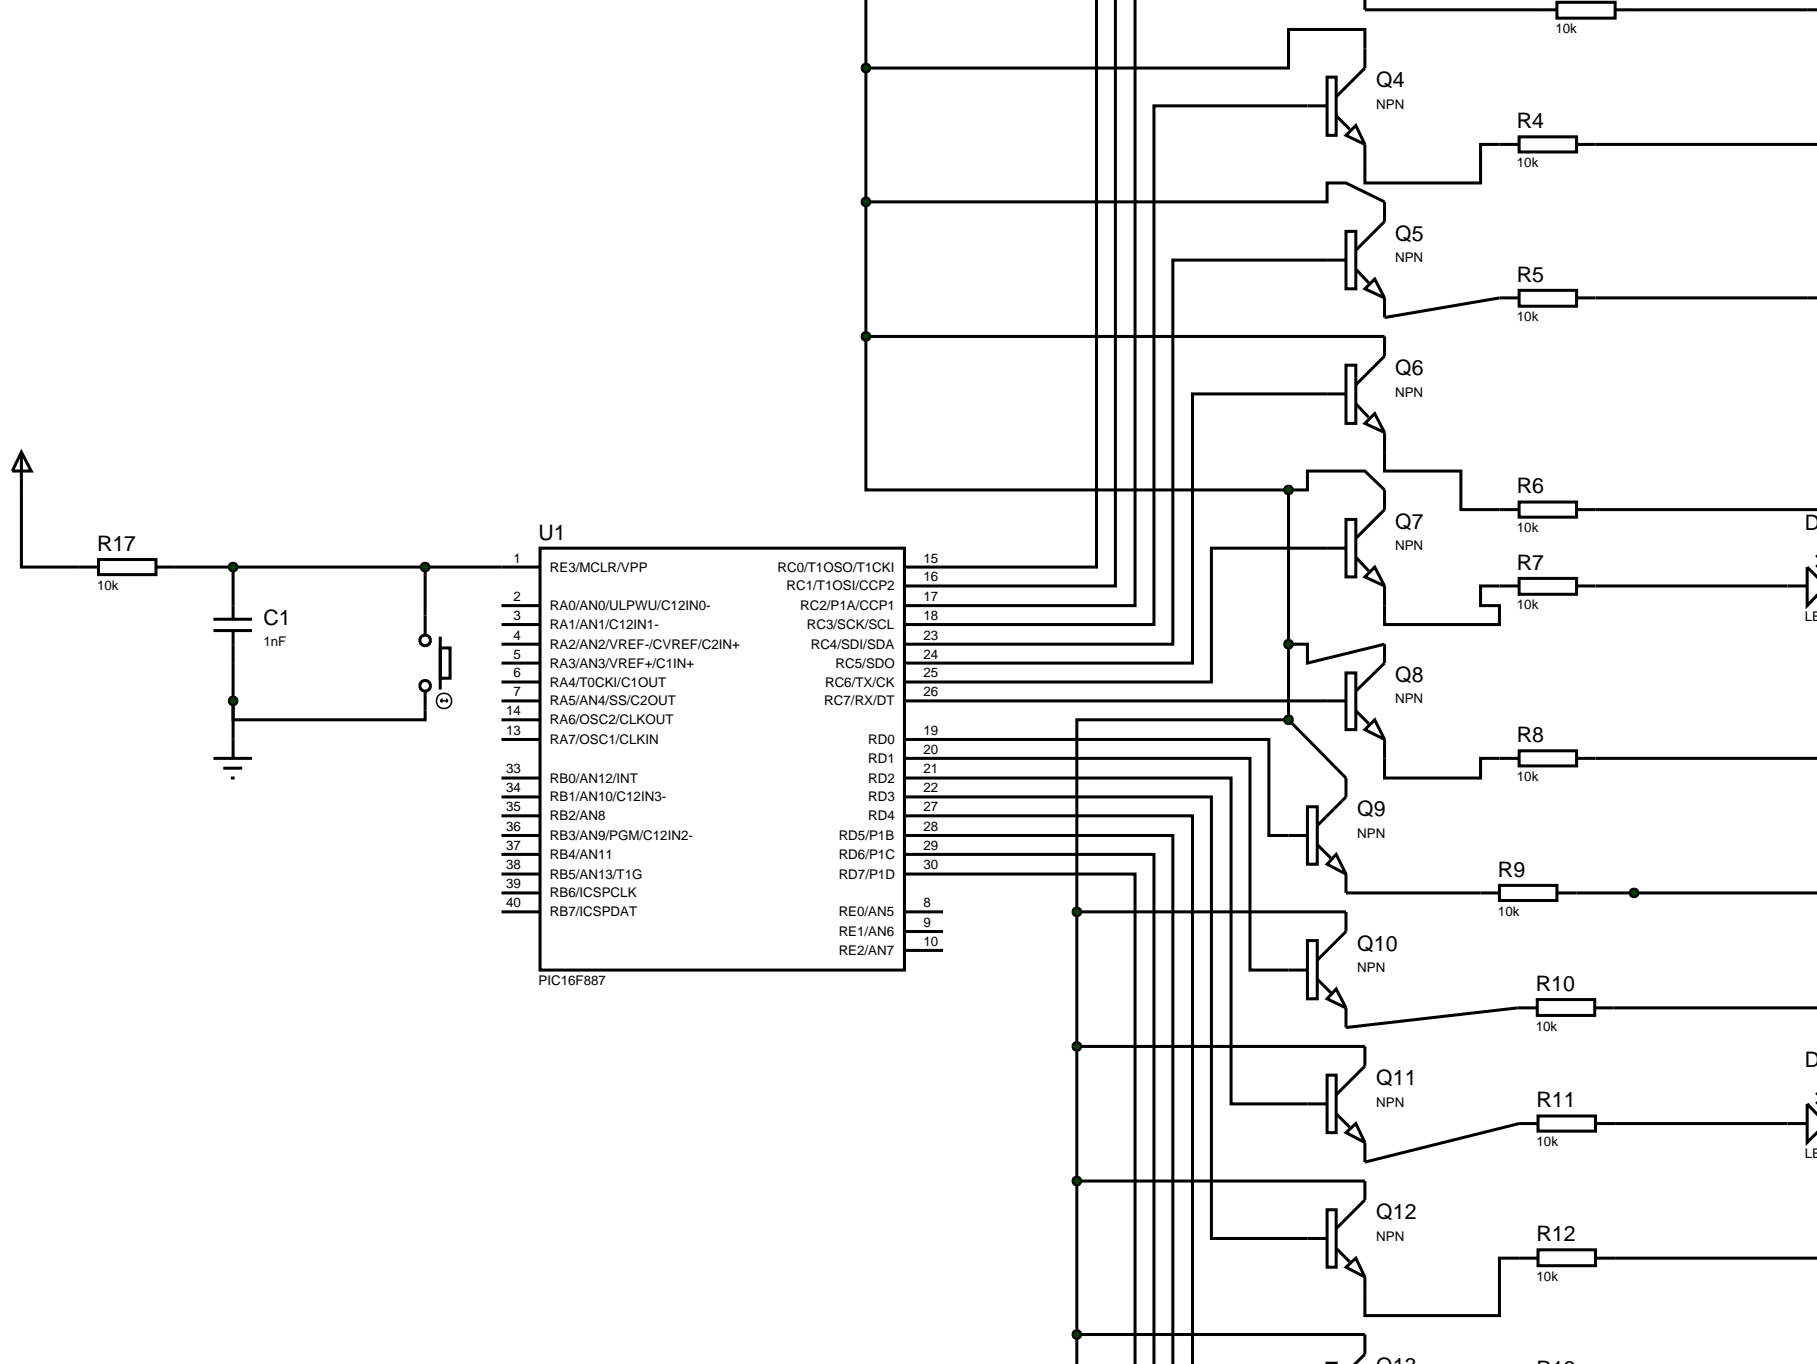 10k
Q4
NPN
R4
10k
Q5
NPN
R5
10k
Q6
NPN
R6
10k
D
Q7
NPN
R7
10k
LE
Q8
NPN
R8
10k
Q9
NPN
R9
10k
Q10
NPN
R10
10k
D
Q11
NPN
R11
10k
LE
Q12
NPN
R12
10k
R17
10k
C1
1nF
U1
1 RE3/MCLR/VPP
2 RA0/AN0/ULPWU/C12IN0-
3 RA1/AN1/C12IN1-
4 RA2/AN2/VREF-/CVREF/C2IN+
5 RA3/AN3/VREF+/C1IN+
6 RA4/T0CKI/C1OUT
7 RA5/AN4/SS/C2OUT
14 RA6/OSC2/CLKOUT
13 RA7/OSC1/CLKIN
33 RB0/AN12/INT
34 RB1/AN10/C12IN3-
35 RB2/AN8
36 RB3/AN9/PGM/C12IN2-
37 RB4/AN11
38 RB5/AN13/T1G
39 RB6/ICSPCLK
40 RB7/ICSPDAT
RC0/T1OSO/T1CKI 15
RC1/T1OSI/CCP2 16
RC2/P1A/CCP1 17
RC3/SCK/SCL 18
RC4/SDI/SDA 23
RC5/SDO 24
RC6/TX/CK 25
RC7/RX/DT 26
RD0 19
RD1 20
RD2 21
RD3 22
RD4 27
RD5/P1B 28
RD6/P1C 29
RD7/P1D 30
RE0/AN5 8
RE1/AN6 9
RE2/AN7 10
PIC16F887